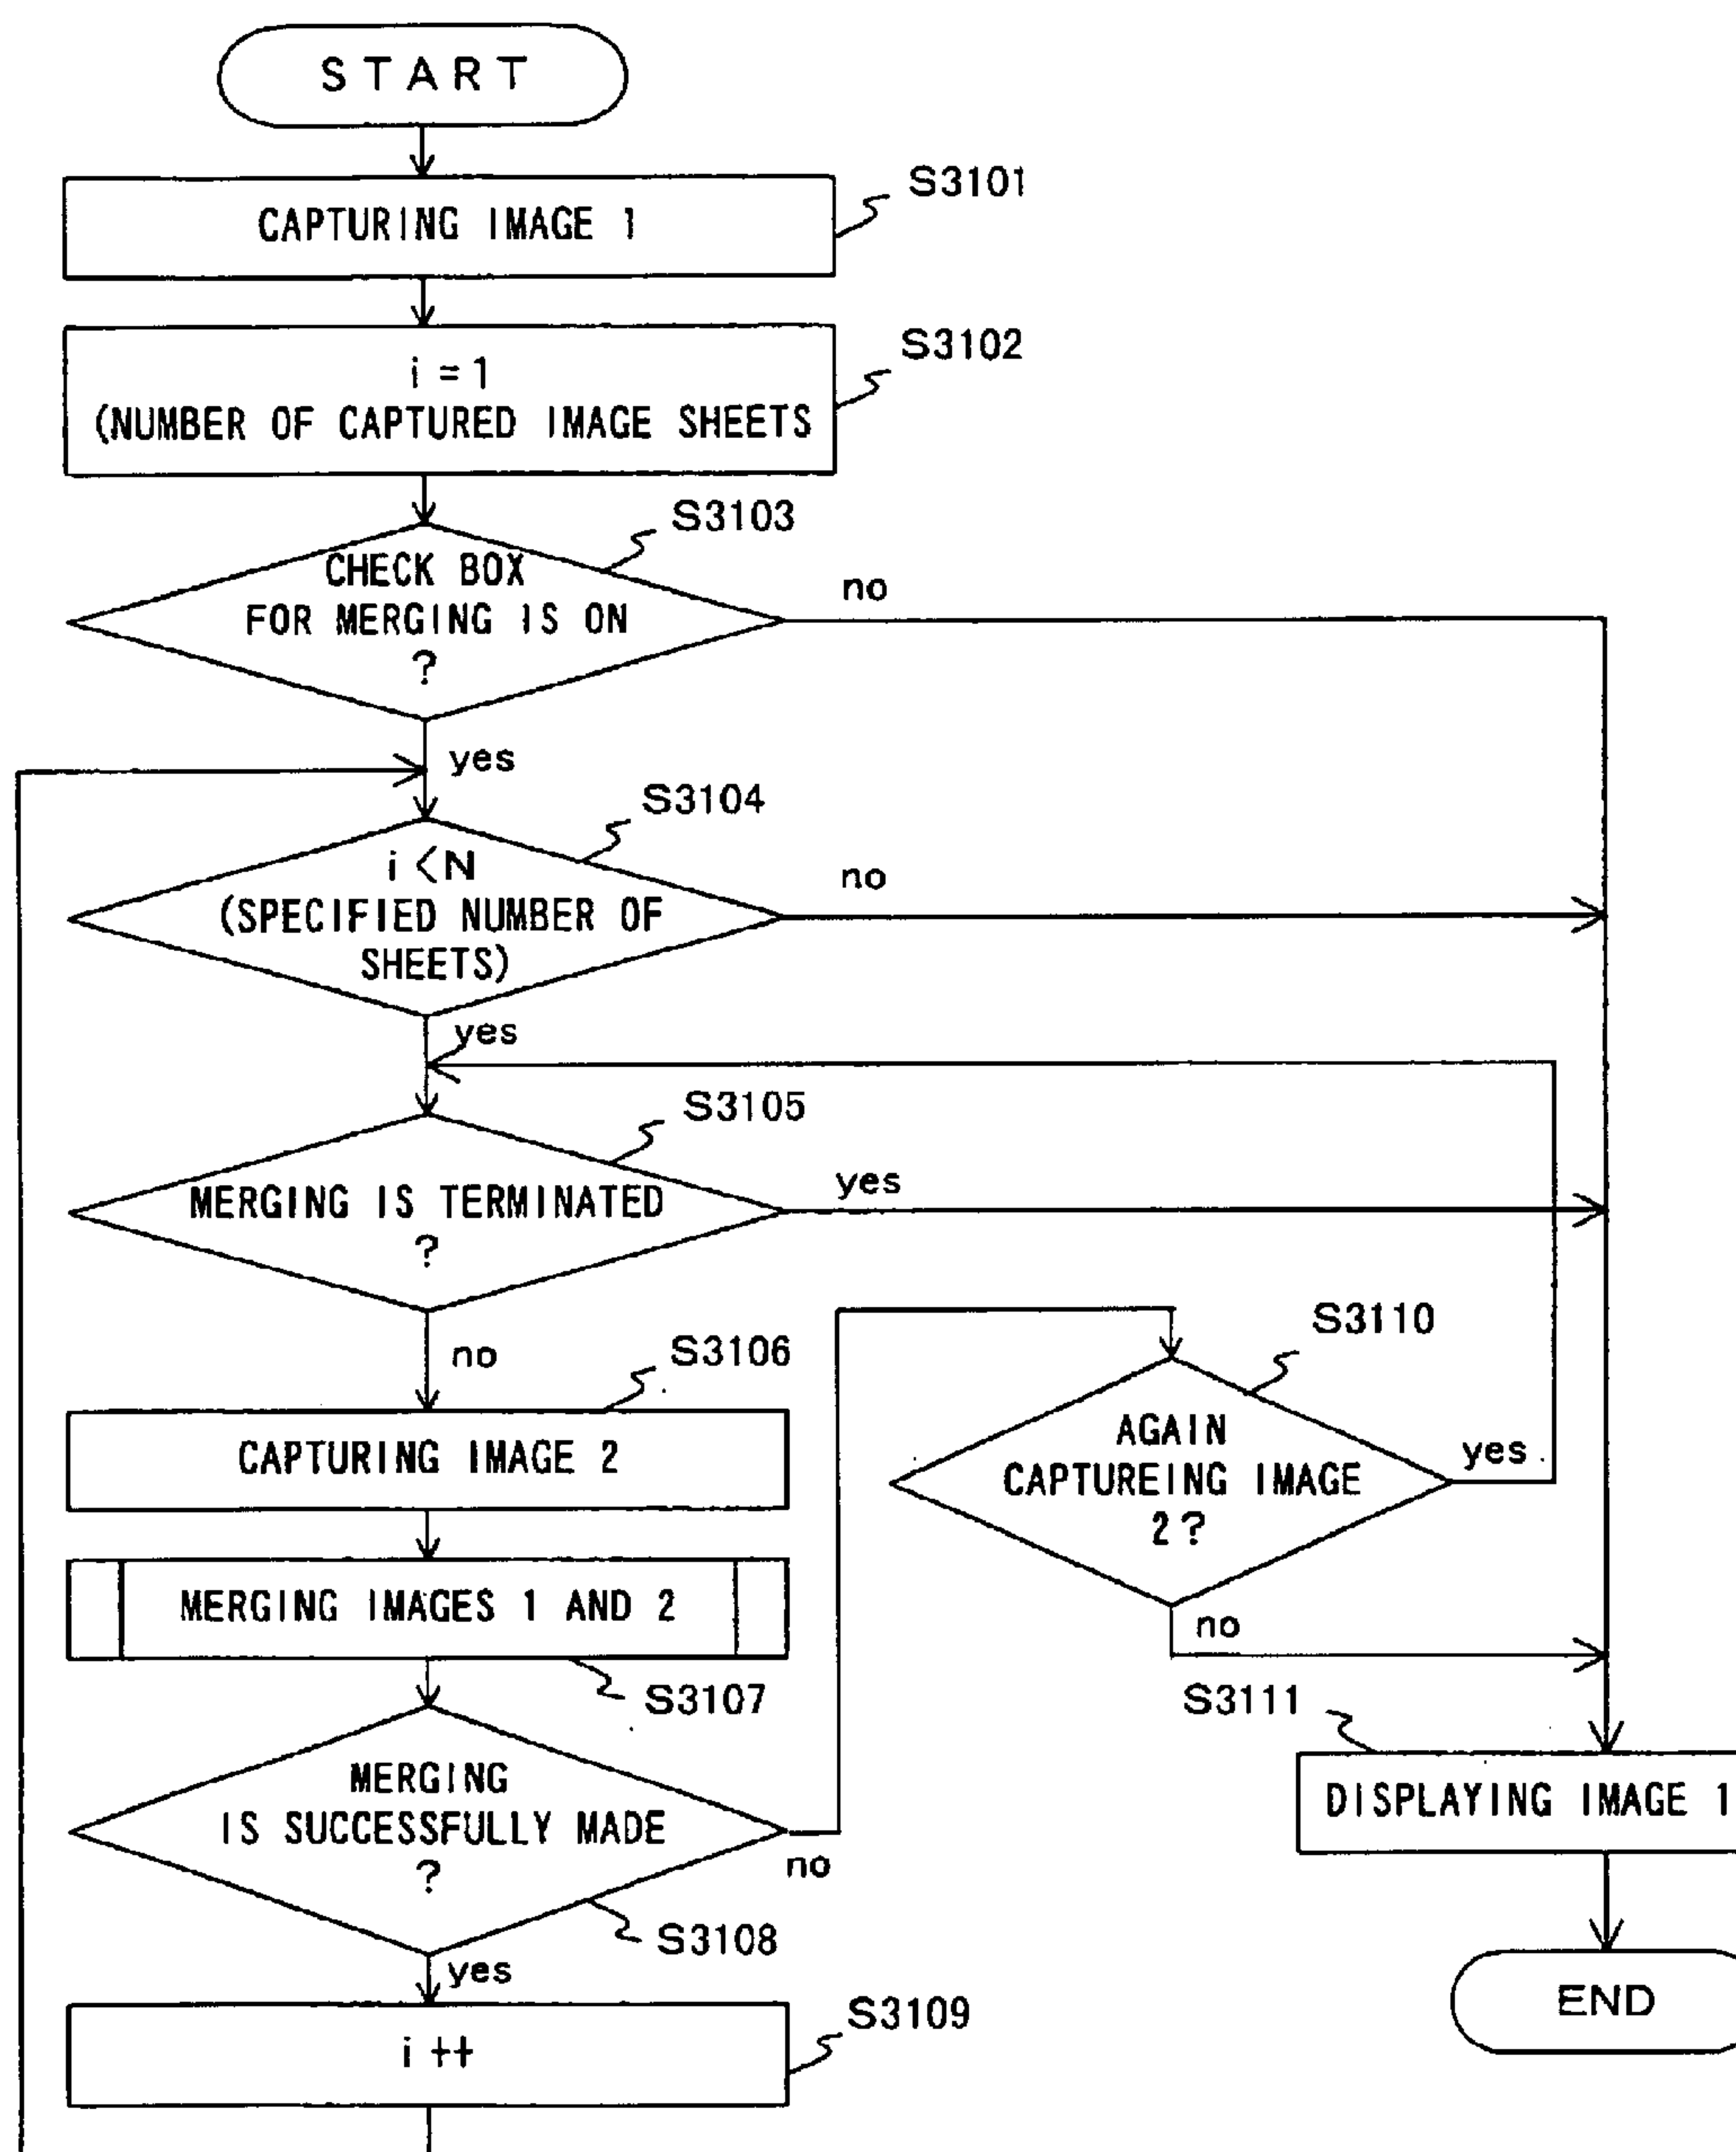 START
S3101
CAPTURING IMAGE 1
S3102
i = 1
(NUMBER OF CAPTURED IMAGE SHEETS
S3103
CHECK BOX
FOR MERGING IS ON
?
no
yes
S3104
i < N
(SPECIFIED NUMBER OF
SHEETS)
no
yes
S3105
MERGING IS TERMINATED
?
yes
no
S3106
CAPTURING IMAGE 2
MERGING IMAGES 1 AND 2
S3107
MERGING
IS SUCCESSFULLY MADE
?
no
S3108
yes
S3109
i ++
S3110
AGAIN
CAPTUREING IMAGE
2?
yes
no
S3111
DISPLAYING IMAGE 1
END